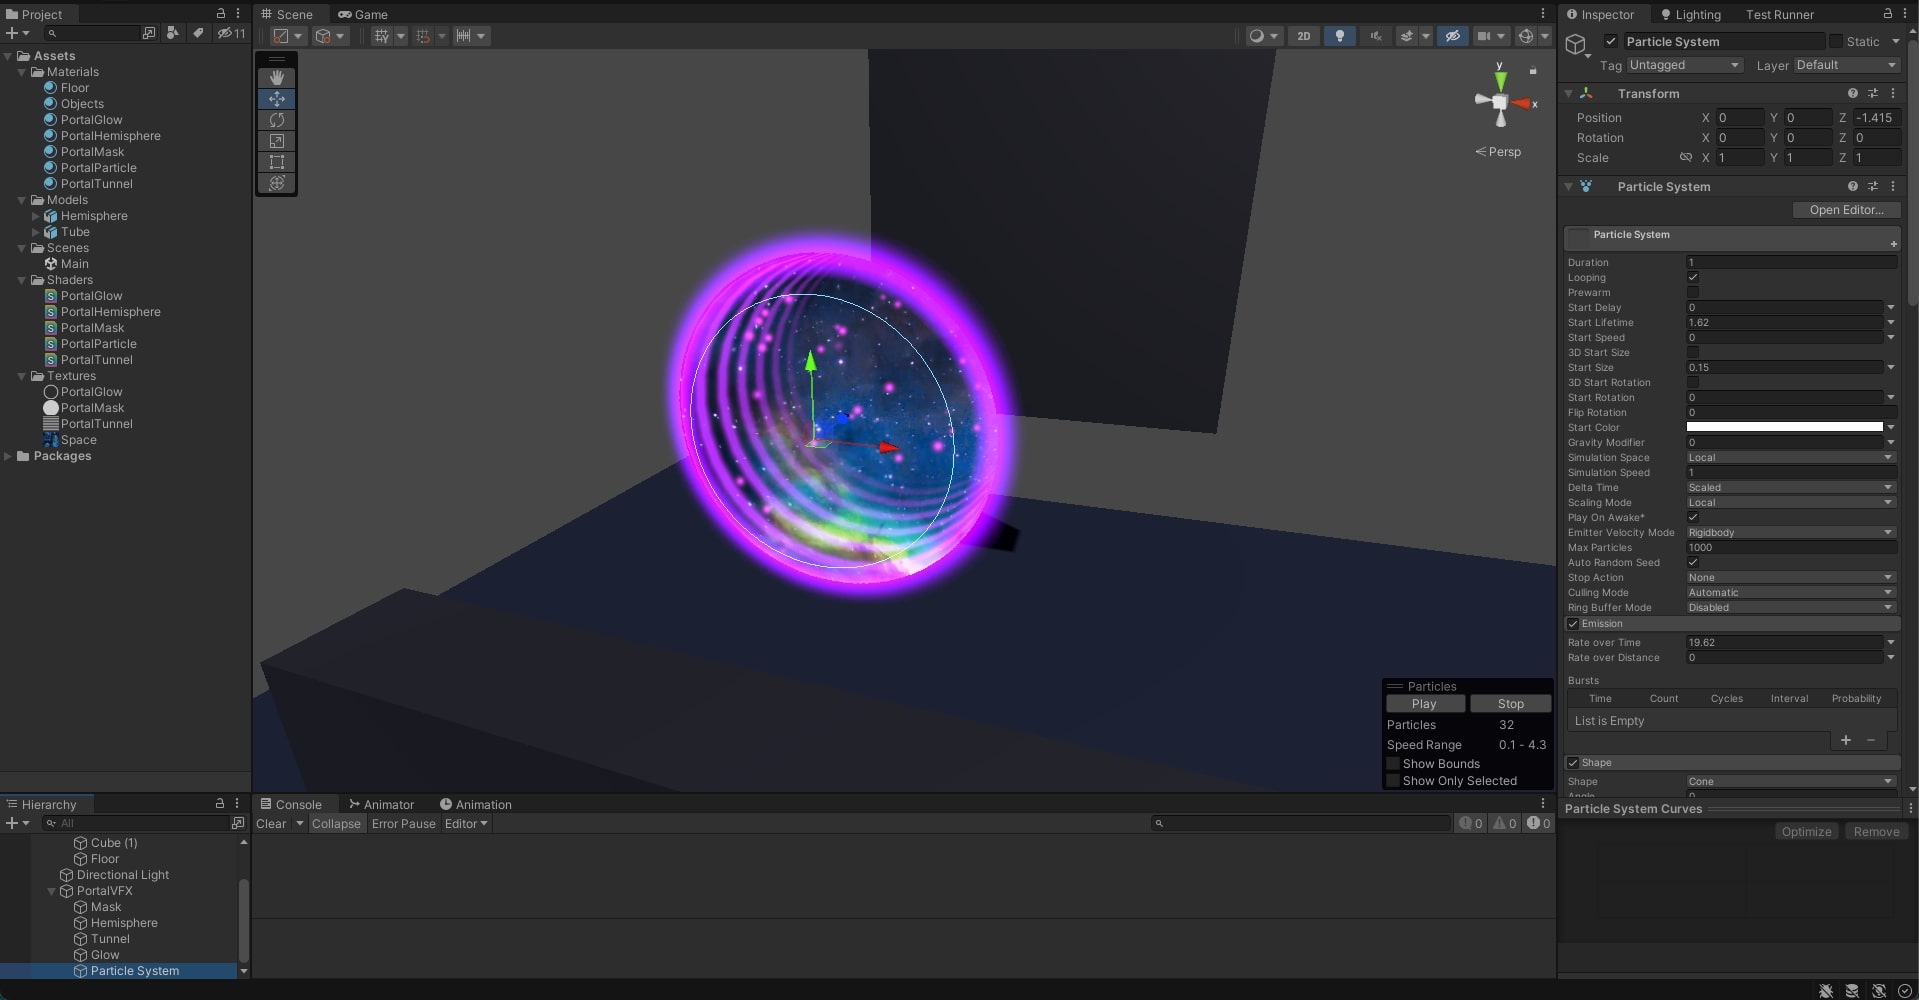 Project
11
Assets
Materials
Floor
Objects
PortalGlow
PortalHemisphere
PortalMask
PortalParticle
PortalTunnel
Models
Hemisphere
Tube
Scenes
Main
Shaders
PortalGlow
PortalHemisphere
PortalMask
PortalParticle
PortalTunnel
Textures
PortalGlow
PortalMask
PortalTunnel
Space
Packages
Hierarchy
All
Cube (1)
Floor
Directional Light
PortalVFX
Mask
Hemisphere
Tunnel
Glow
Particle System
Scene Game
2D
y
x
Persp
Particles
Play Stop
Particles 32
Speed Range 0.1 - 4.3
Show Bounds
Show Only Selected
Console Animator Animation
Clear Collapse Error Pause Editor
0 0 0
Inspector Lighting Test Runner
Particle System Static
Tag Untagged Layer Default
Transform
Position X 0 Y 0 Z -1.415
Rotation X 0 Y 0 Z 0
Scale X 1 Y 1 Z 1
Particle System
Open Editor...
Particle System
Duration 1
Looping
Prewarm
Start Delay 0
Start Lifetime 1.62
Start Speed 0
3D Start Size
Start Size 0.15
3D Start Rotation
Start Rotation 0
Flip Rotation 0
Start Color
Gravity Modifier 0
Simulation Space Local
Simulation Speed 1
Delta Time Scaled
Scaling Mode Local
Play On Awake*
Emitter Velocity Mode Rigidbody
Max Particles 1000
Auto Random Seed
Stop Action None
Culling Mode Automatic
Ring Buffer Mode Disabled
Emission
Rate over Time 19.62
Rate over Distance 0
Bursts
Time Count Cycles Interval Probability
List is Empty
Shape
Shape Cone
Angle 0
Particle System Curves
Optimize Remove